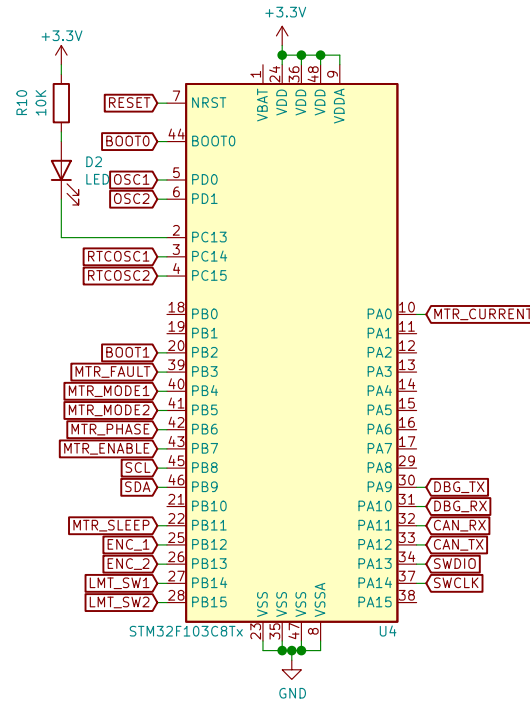 +3.3V
+3.3V
R10
10K
D2
LED
1 VBAT
24 VDD
36 VDD
48 VDD
9 VDDA
RESET 7 NRST
BOOT0 44 BOOT0
OSC1 5 PD0
OSC2 6 PD1
2 PC13
RTCOSC1 3 PC14
RTCOSC2 4 PC15
18 PB0 PA0 10 MTR_CURRENT
19 PB1 PA1 11
BOOT1 20 PB2 PA2 12
MTR_FAULT 39 PB3 PA3 13
MTR_MODE1 40 PB4 PA4 14
MTR_MODE2 41 PB5 PA5 15
MTR_PHASE 42 PB6 PA6 16
MTR_ENABLE 43 PB7 PA7 17
SCL 45 PB8 PA8 29
SDA 46 PB9 PA9 30 DBG_TX
21 PB10 PA10 31 DBG_RX
MTR_SLEEP 22 PB11 PA11 32 CAN_RX
ENC_1 25 PB12 PA12 33 CAN_TX
ENC_2 26 PB13 PA13 34 SWDIO
LMT_SW1 27 PB14 PA14 37 SWCLK
LMT_SW2 28 PB15 PA15 38
VSS 23
VSS 35
VSS 47
VSSA 8
STM32F103C8Tx U4
GND